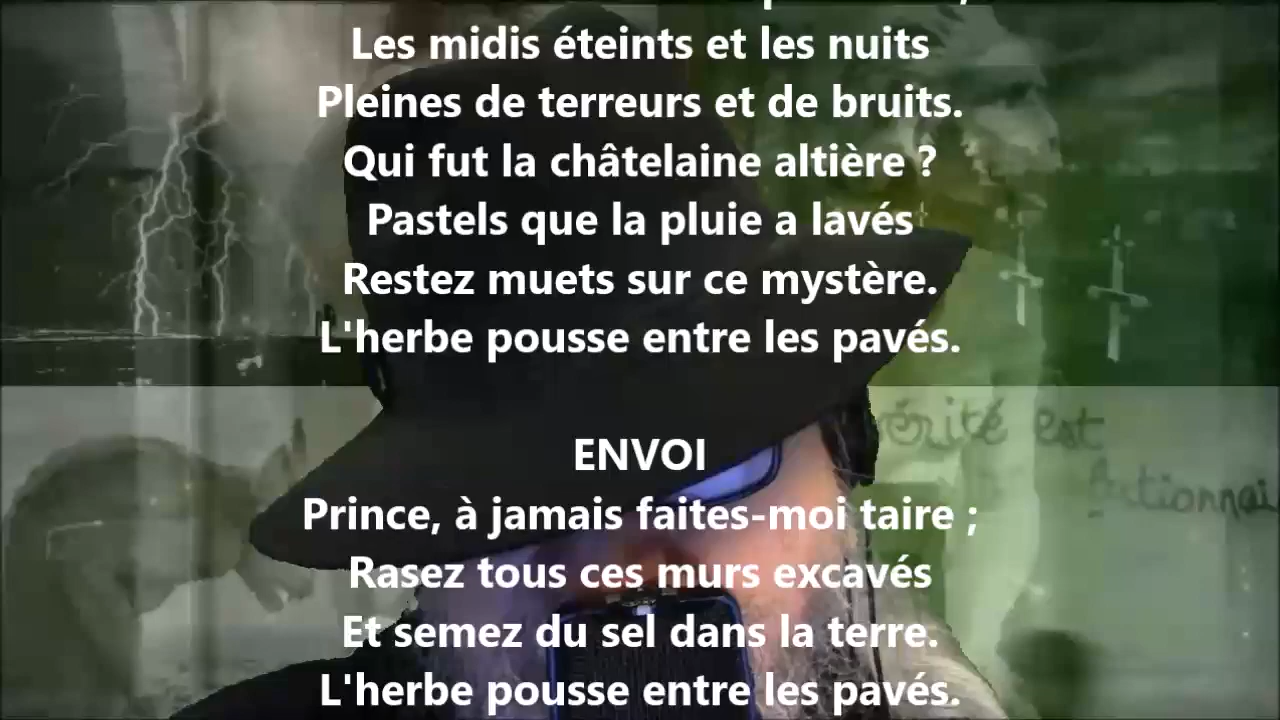 Les midis éteints et les nuits
Pleines de terreurs et de bruits.
Qui fut la châtelaine altière ?
Pastels que la pluie a lavés
Restez muets sur ce mystère.
L'herbe pousse entre les pavés.
érité est
ENVOI
Prince, à jamais faites-moi taire ;
Rasez tous ces murs excavés
Et semez du sel dans la terre.
L'herbe pousse entre les pavés.